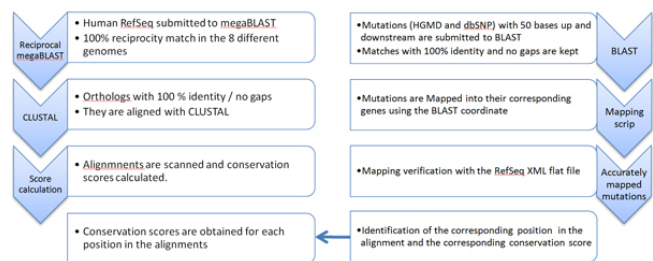 Reciprocal
megaBLAST
• Human RefSeq submitted to megaBLAST
• 100% reciprocity match in the 8 different
genomes
CLUSTAL
• Orthologs with 100 % identity / no gaps
• They are aligned with CLUSTAL
Score
calculation
• Alignmnents are scanned and conservation
scores calculated.
• Conservation scores are obtained for each
position in the alignments
•Mutations (HGMD and dbSNP) with 50 bases up and
downstream are submitted to BLAST
•Matches with 100% identity and no gaps are kept
BLAST
•Mutations are Mapped into their corresponding
genes using the BLAST coordinate
Mapping
scrip
•Mapping verification with the RefSeq XML flat file
Accurately
mapped
mutations
•Identification of the corresponding position in the
alignment and the corresponding conservation score